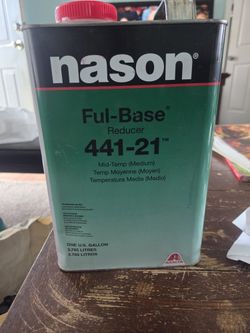 nason®
Ful-Base®
Reducer
441-21™
Mid-Temp (Medium)
Temp Moyenne (Moyen)
Temperatura Media (Medio)
ONE U.S. GALLON
3.785 LITRES
3.785 LITROS